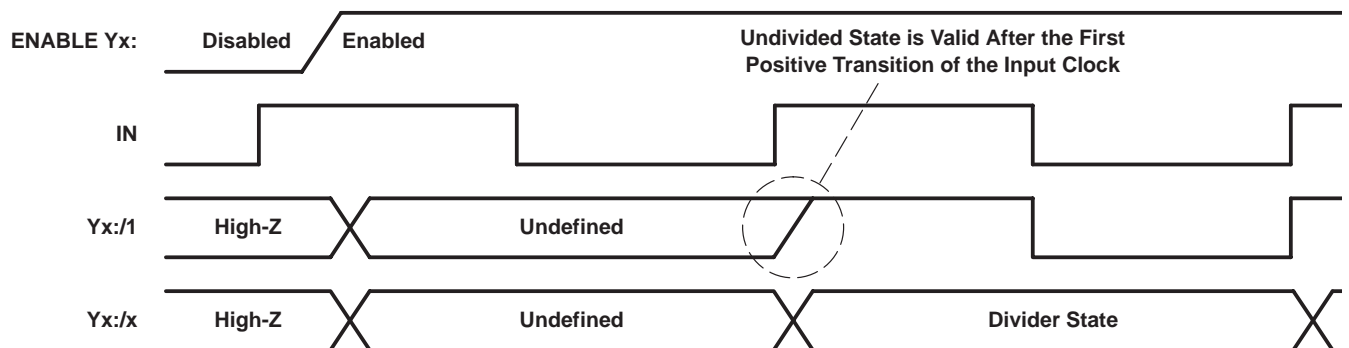 ENABLE Yx: Disabled Enabled Undivided State is Valid After the First
Positive Transition of the Input Clock
IN
Yx:/1 High-Z Undefined
Yx:/x High-Z Undefined Divider State